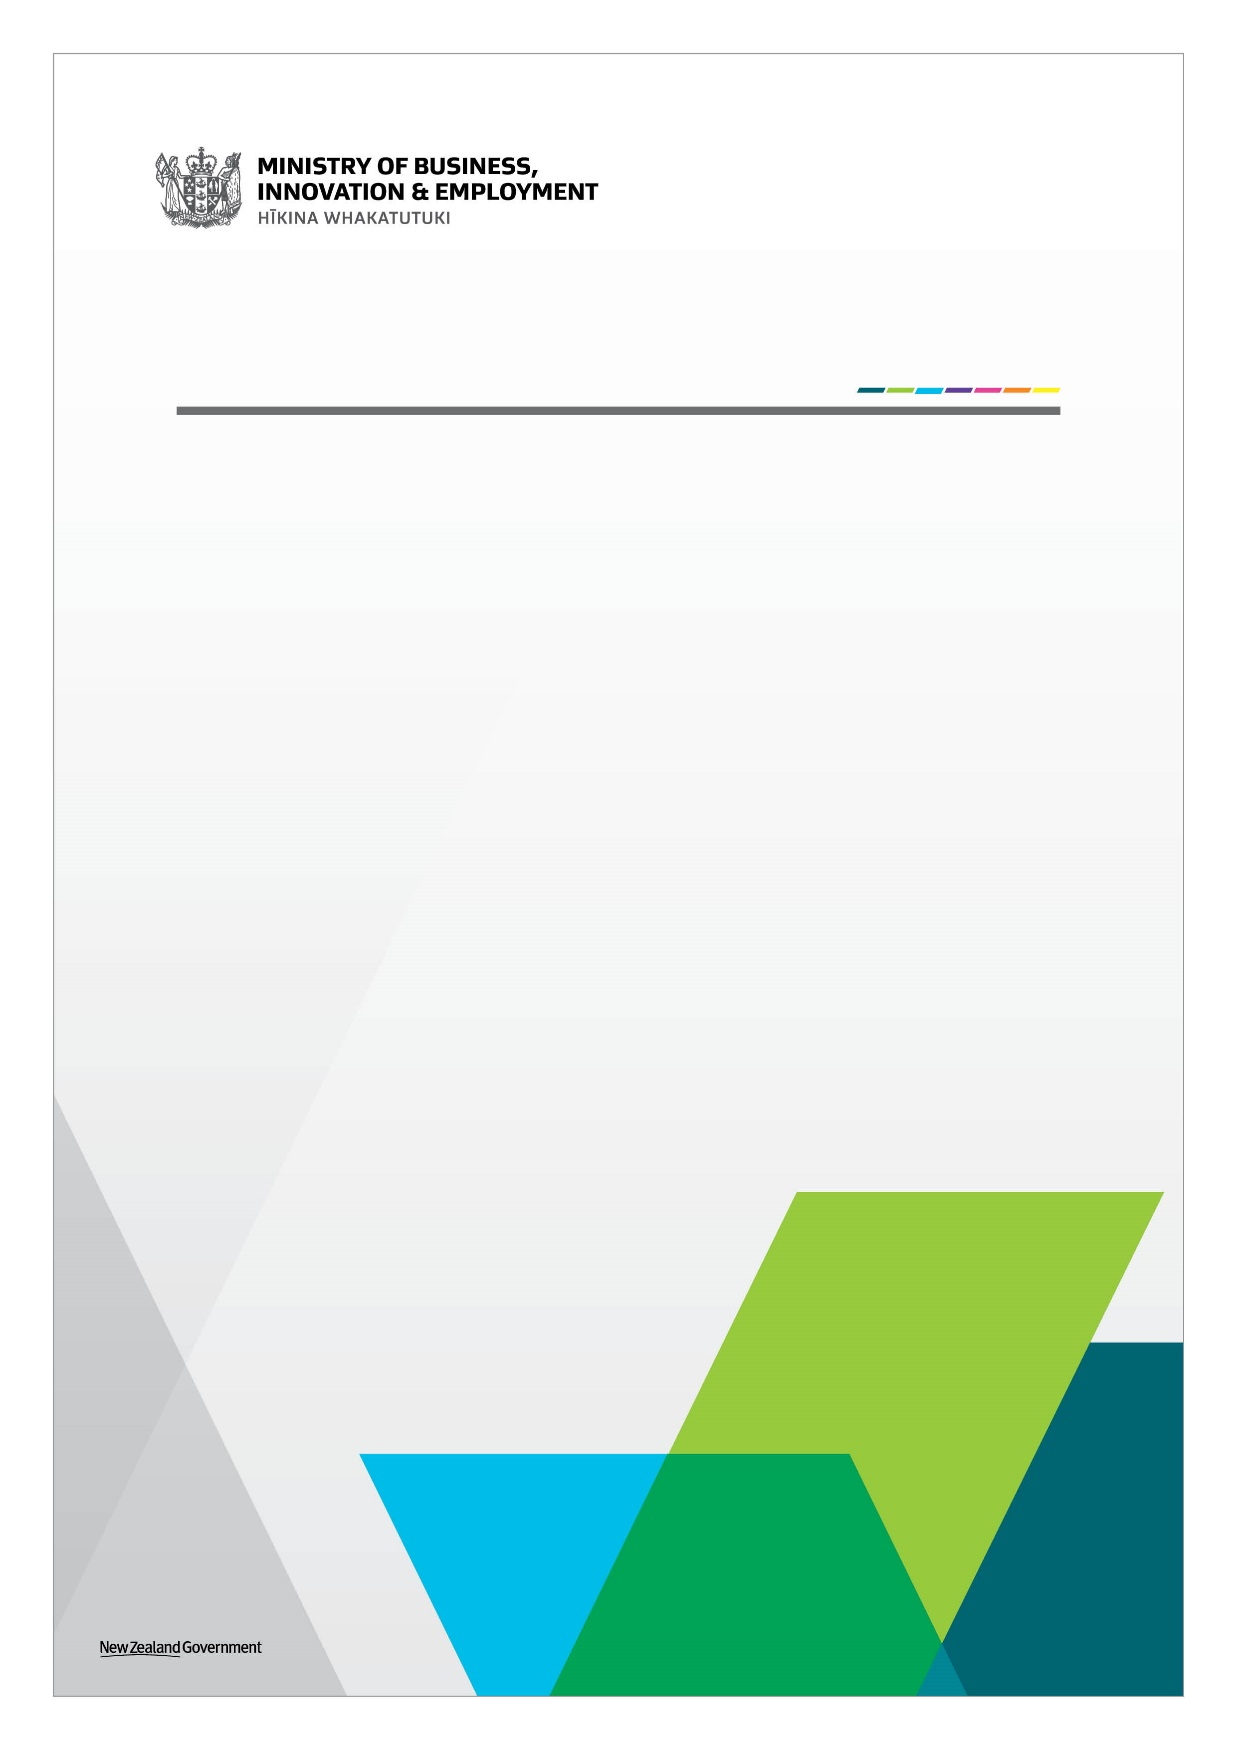 MINISTRY OF BUSINESS,
INNOVATION & EMPLOYMENT
HĪKINA WHAKATUTUKI
New Zealand Government